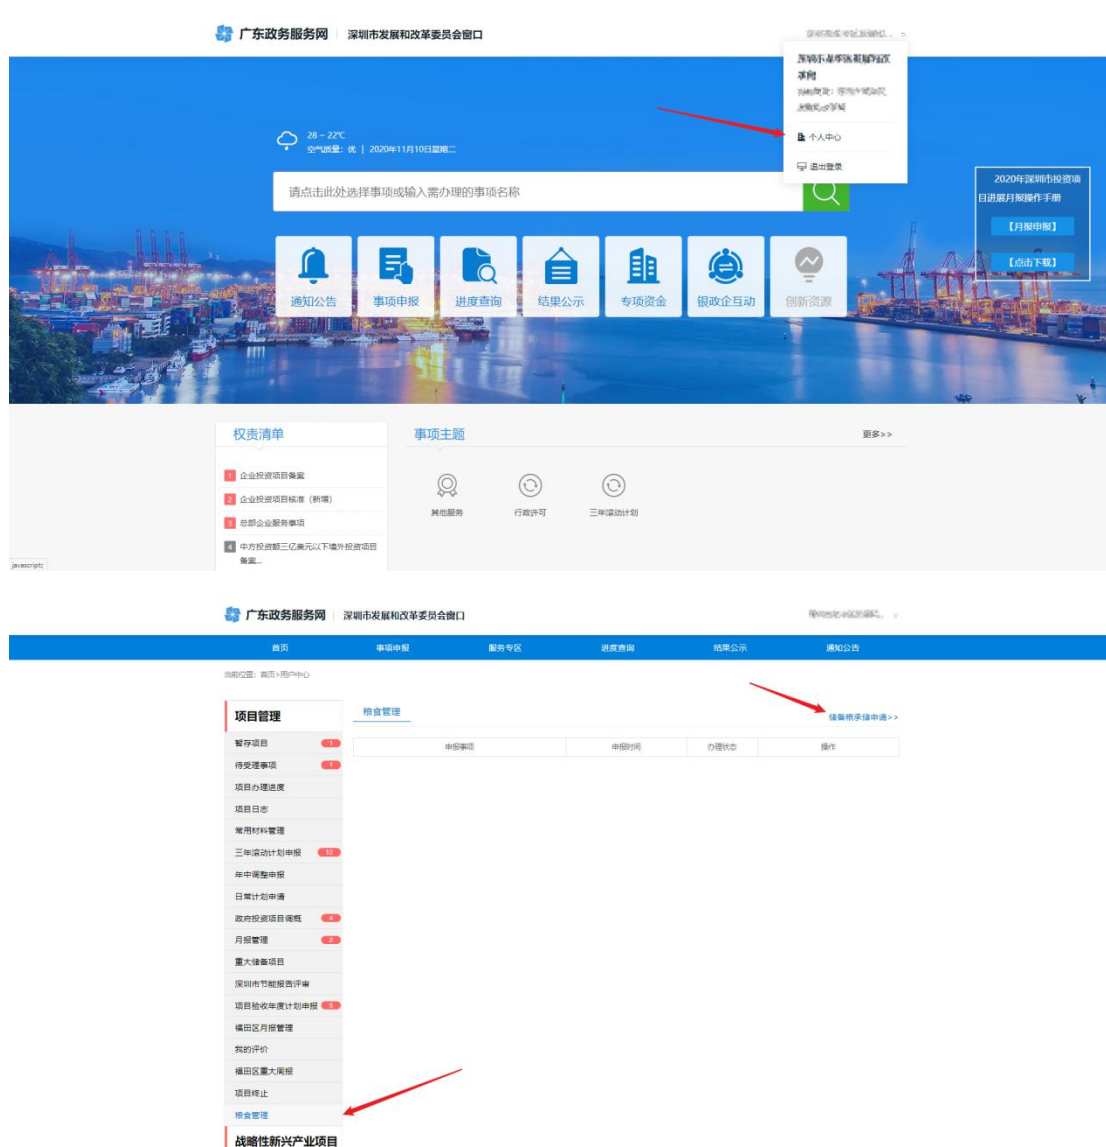 广东政务服务网 深圳市发展和改革委员会窗口
个人中心
退出登录
28 ~ 22℃
空气质量：优 | 2020年11月10日星期二
请点击此处选择事项或输入需办理的事项名称
2020年深圳市投资项
目进展月报操作手册
【月报申报】
【点击下载】
通知公告 事项申报 进度查询 结果公示 专项资金 银政企互动 创新资源
权责清单
事项主题
更多>>
1 企业投资项目备案
2 企业投资项目核准（新增）
3 总部企业服务事项
4 中方投资额三亿美元以下境外投资项目
备案...
其他服务 行政许可 三年滚动计划
javascript:
广东政务服务网 深圳市发展和改革委员会窗口
首页 事项申报 服务专区 进度查询 结果公示 通知公告
当前位置：首页>用户中心
项目管理
粮食管理
储备粮承储申请>>
申报事项 申报时间 办理状态 操作
暂存项目 1
待受理事项 1
项目办理进度
项目日志
常用材料管理
三年滚动计划申报 12
年中调整申报
日常计划申请
政府投资项目调概 4
月报管理 2
重大储备项目
深圳市节能报告评审
项目验收年度计划申报 5
福田区月报管理
我的评价
福田区重大周报
项目终止
粮食管理
战略性新兴产业项目